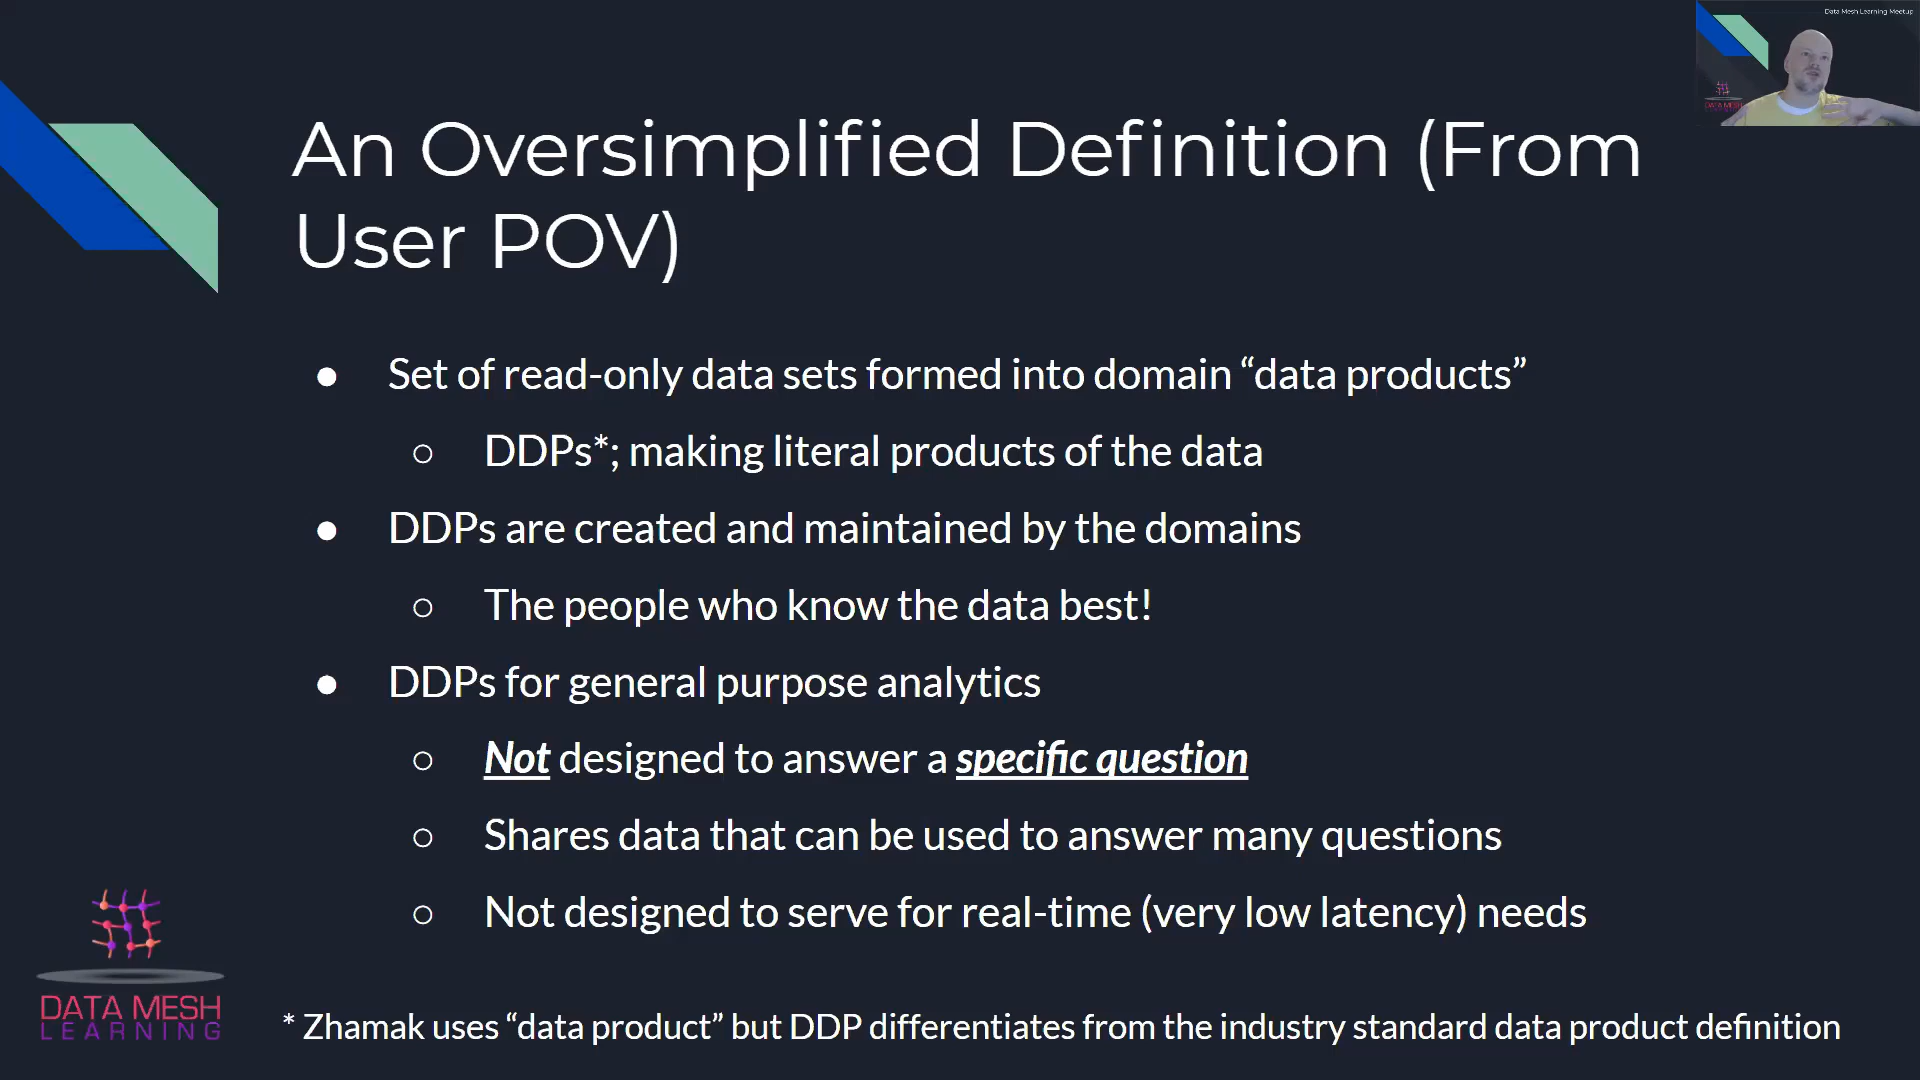 Data Mesh Learning Meetup
An Oversimplified Definition (From
User POV)
● Set of read-only data sets formed into domain “data products”
○ DDPs*; making literal products of the data
● DDPs are created and maintained by the domains
○ The people who know the data best!
● DDPs for general purpose analytics
○ Not designed to answer a specific question
○ Shares data that can be used to answer many questions
○ Not designed to serve for real-time (very low latency) needs
DATA MESH
LEARNING
* Zhamak uses “data product” but DDP differentiates from the industry standard data product definition